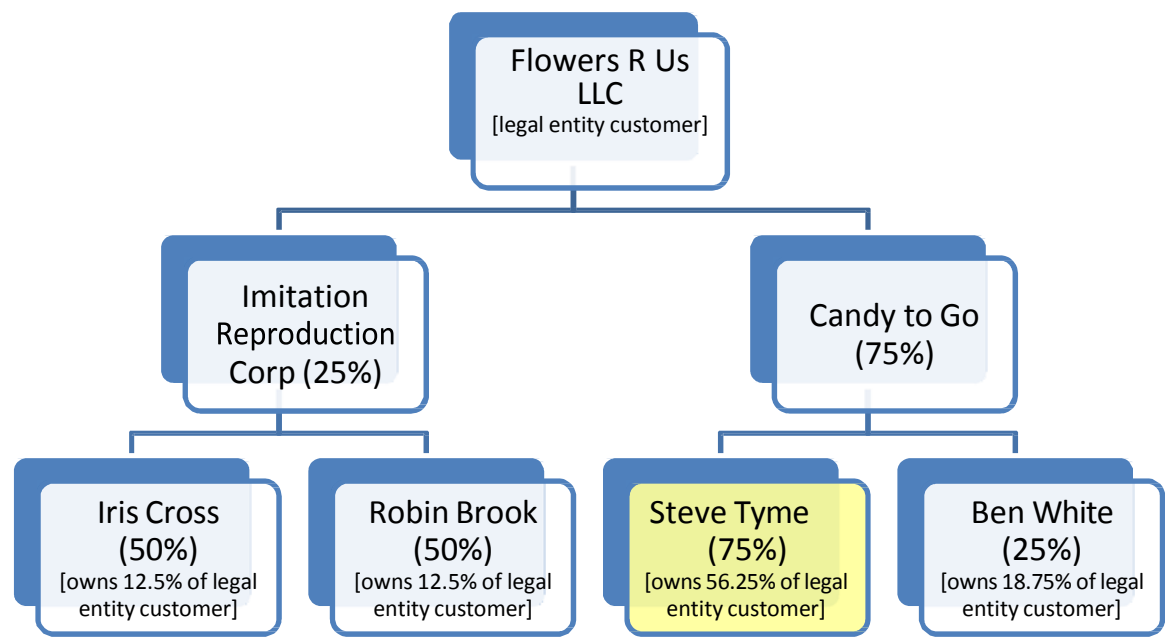 Flowers R Us
LLC
[legal entity customer]
Imitation
Reproduction
Corp (25%)
Candy to Go
(75%)
Iris Cross
(50%)
[owns 12.5% of legal
entity customer]
Robin Brook
(50%)
[owns 12.5% of legal
entity customer]
Steve Tyme
(75%)
[owns 56.25% of legal
entity customer]
Ben White
(25%)
[owns 18.75% of legal
entity customer]